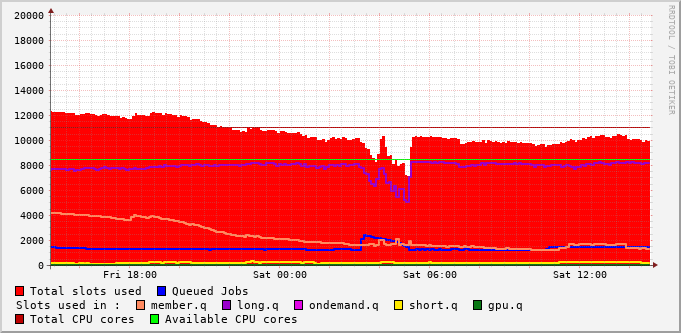 RRDTOOL / TOBI OETIKER
20000
18000
16000
14000
12000
10000
8000
6000
4000
2000
0
Fri 18:00 Sat 00:00 Sat 06:00 Sat 12:00
Total slots used Queued Jobs
Slots used in : member.q long.q ondemand.q short.q gpu.q
Total CPU cores Available CPU cores